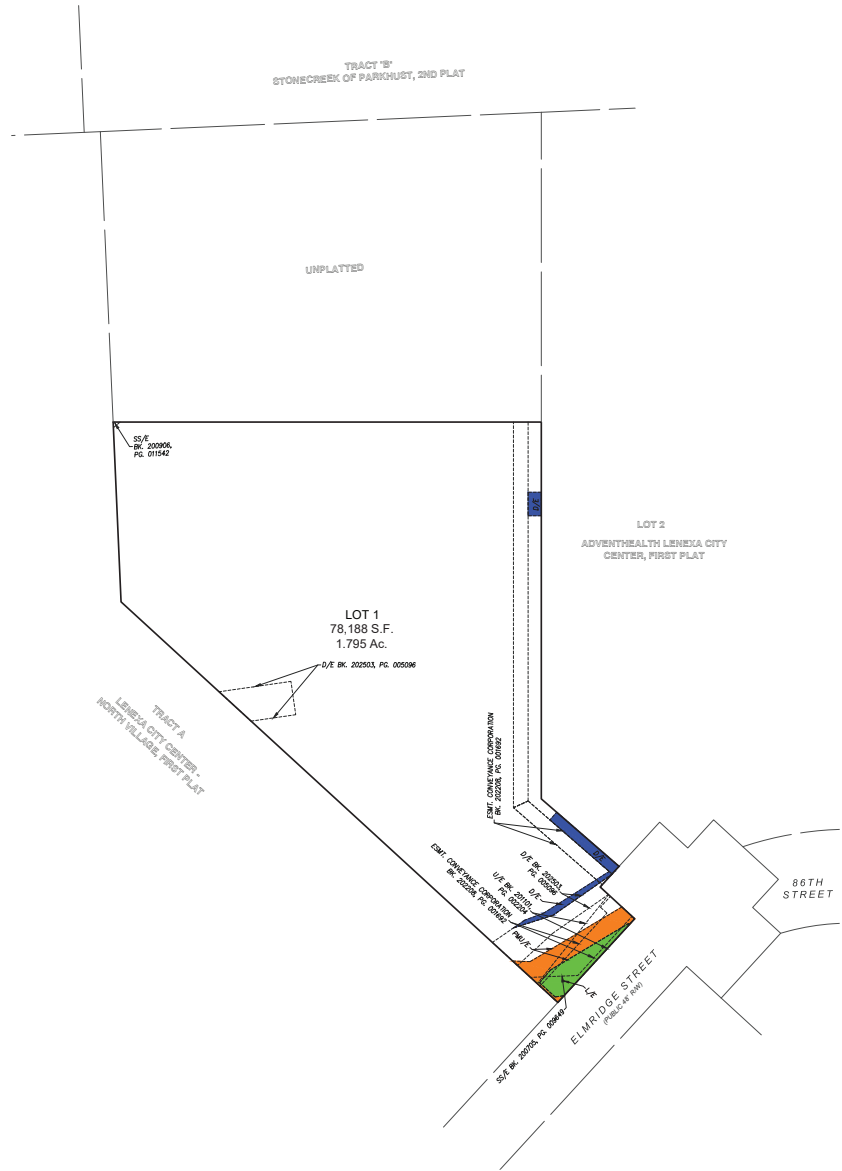 TRACT "B"
STONECREEK OF PARKHUST, 2ND PLAT
UNPLATTED
SS/E
BK. 200906,
PG. 011542
D/E
LOT 2
ADVENTHEALTH LENEXA CITY
CENTER, FIRST PLAT
LOT 1
78,188 S.F.
1.795 Ac.
D/E BK. 202503, PG. 005096
TRACT A
LENEXA CITY CENTER -
NORTH VILLAGE, FIRST PLAT
ESMT. CONVEYANCE CORPORATION
BK. 202208, PG. 001692
D/E
D/E BK. 202503,
PG. 005096
U/E BK. 201101,
PG. 002204
D/E
ESMT. CONVEYANCE CORPORATION
BK. 202208, PG. 001692
PWU/E
L/E
SS/E BK. 200705, PG. 009649
86TH
STREET
ELMRIDGE STREET
(PUBLIC 48' R/W)